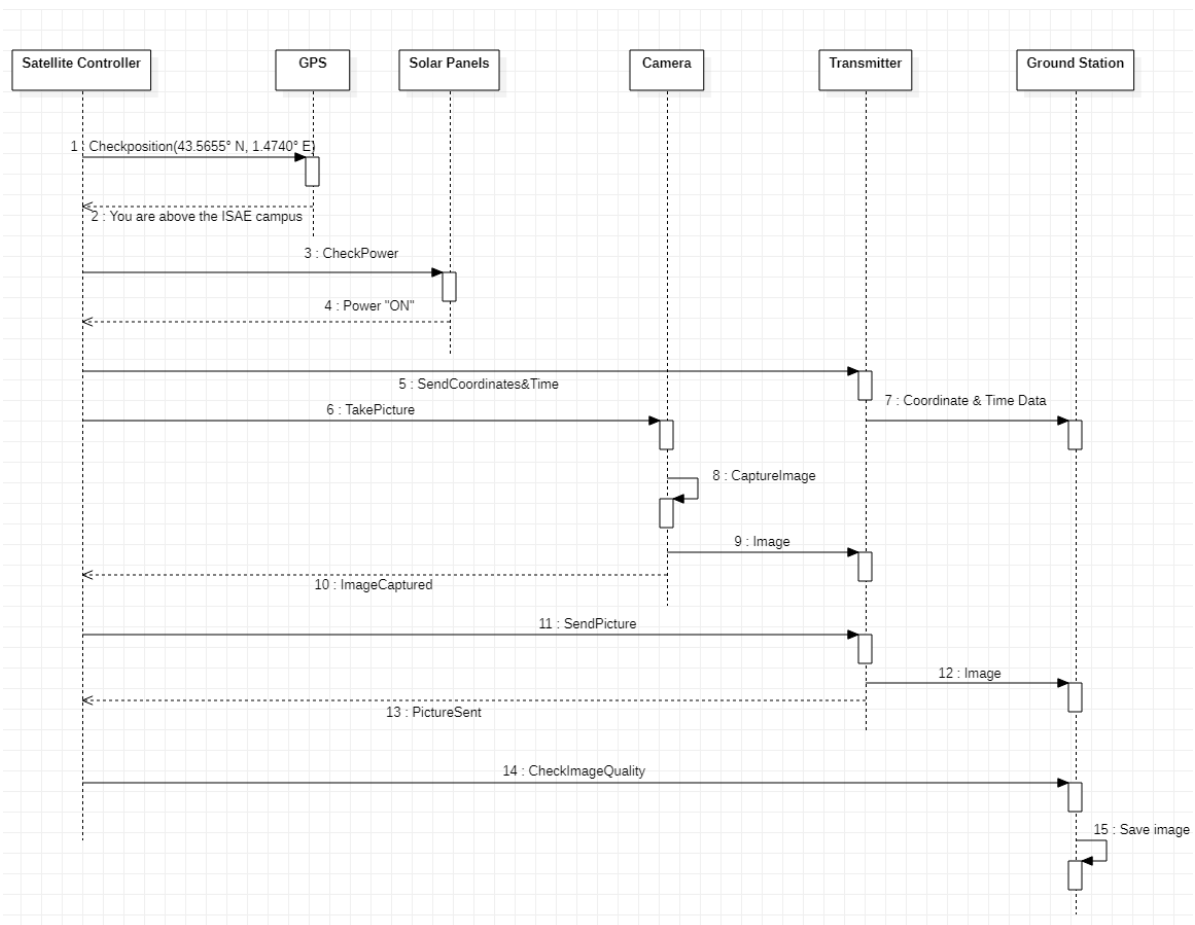 Satellite Controller
GPS
Solar Panels
Camera
Transmitter
Ground Station
1 : Checkposition(43.5655° N, 1.4740° E)
2 : You are above the ISAE campus
3 : CheckPower
4 : Power "ON"
5 : SendCoordinates&Time
6 : TakePicture
7 : Coordinate & Time Data
8 : CaptureImage
9 : Image
10 : ImageCaptured
11 : SendPicture
12 : Image
13 : PictureSent
14 : CheckImageQuality
15 : Save image